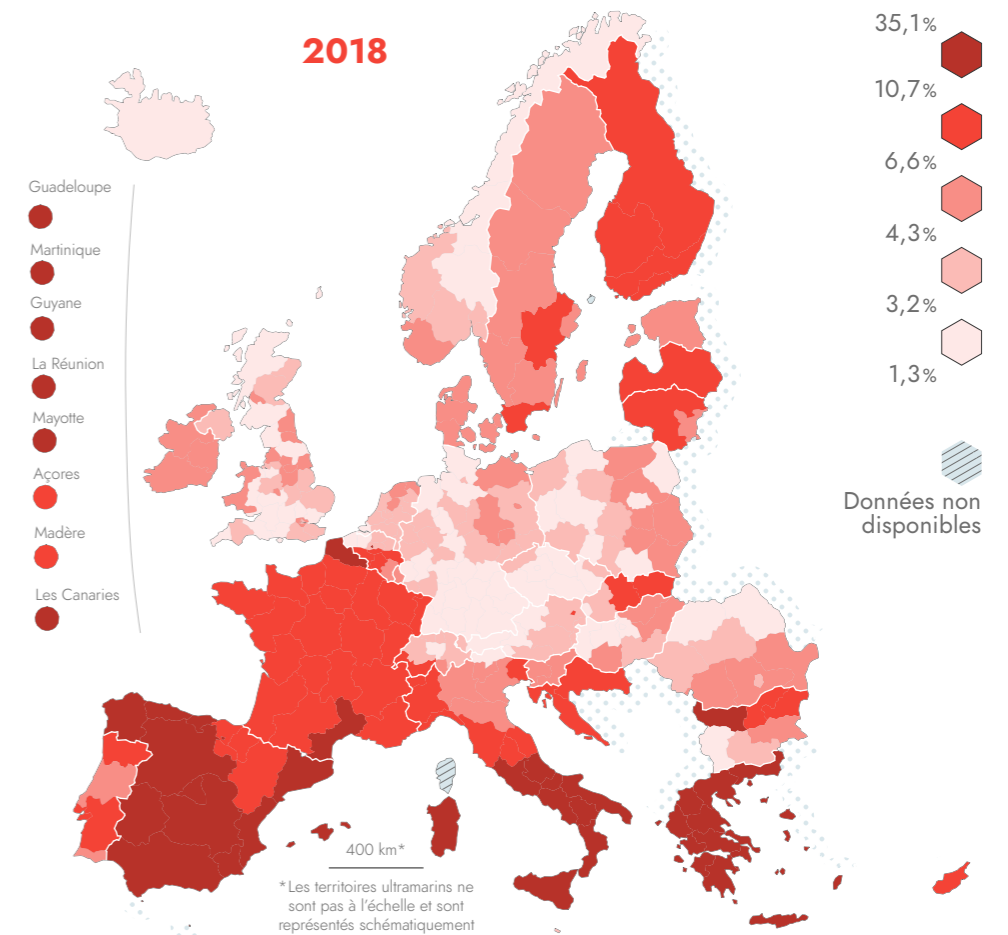 2018
Guadeloupe
Martinique
Guyane
La Réunion
Mayotte
Açores
Madère
Les Canaries
35,1%
10,7%
6,6%
4,3%
3,2%
1,3%
Données non
disponibles
400 km*
*Les territoires ultramarins ne
sont pas à l'échelle et sont
représentés schématiquement